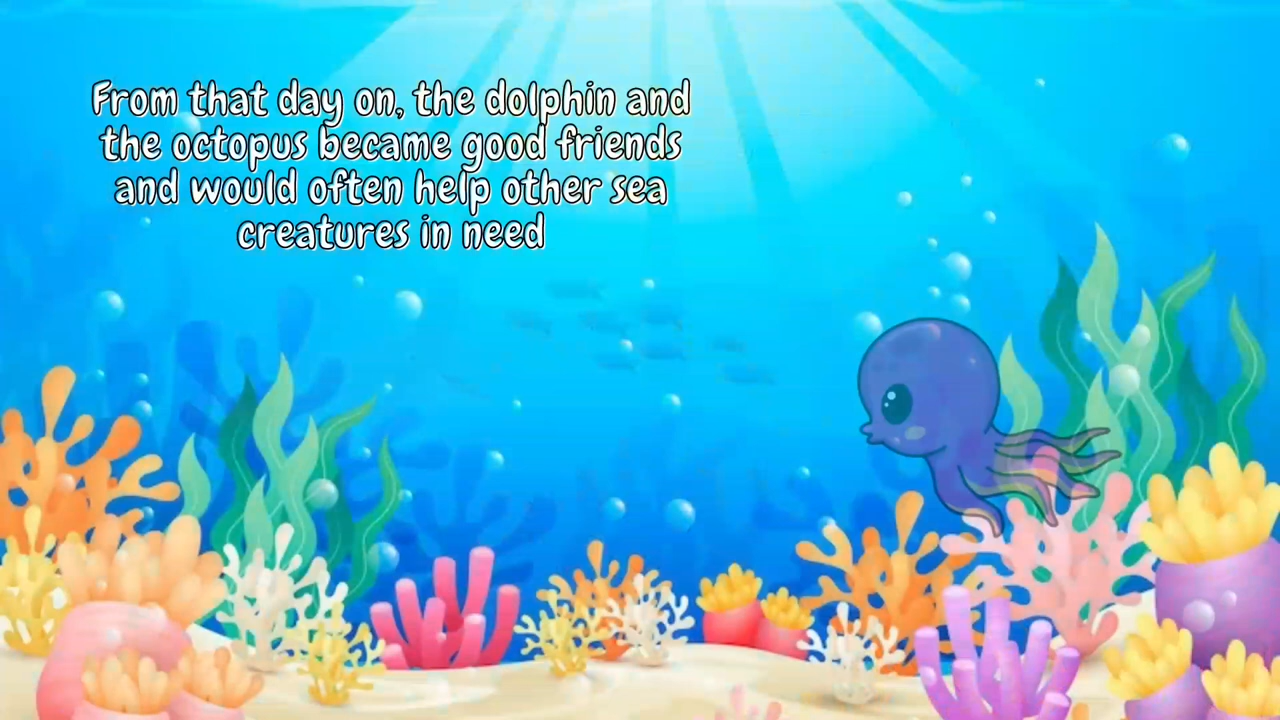 From that day on, the dolphin and
the octopus became good friends
and would often help other sea
creatures in need